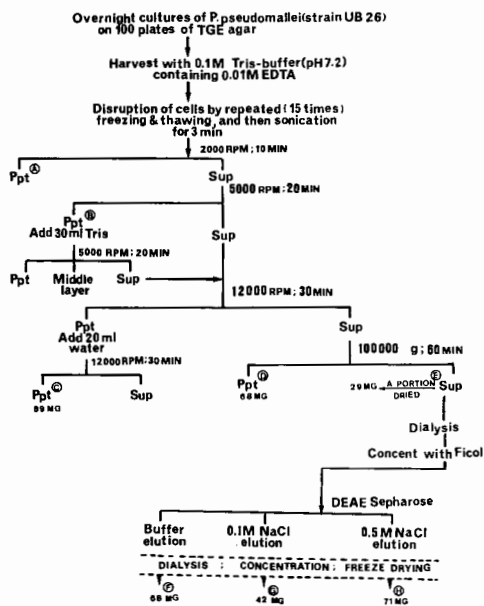 Overnight cultures of P. pseudomallei (strain UB 26)
on 100 plates of TGE agar
Harvest with 0.1M Tris-buffer (pH 7.2)
containing 0.01M EDTA
Disruption of cells by repeated (15 times)
freezing & thawing, and then sonication
for 3 min
2000 RPM; 10 MIN
Ppt Ⓐ Sup
5000 RPM; 20 MIN
Ppt Ⓑ Sup
Add 30 ml Tris
5000 RPM; 20 MIN
Ppt Middle layer Sup
12000 RPM; 30 MIN
Ppt Sup
Add 20 ml
water
100000 g; 60 MIN
12000 RPM; 30 MIN
Ppt Ⓒ Sup Ppt Ⓓ Sup Ⓔ
89 MG 68 MG 29 MG A PORTION
DRIED
Dialysis
Concent with Ficol
DEAE Sepharose
Buffer elution 0.1M NaCl elution 0.5M NaCl elution
DIALYSIS ; CONCENTRATION ; FREEZE DRYING
Ⓕ Ⓖ Ⓗ
68 MG 42 MG 71 MG